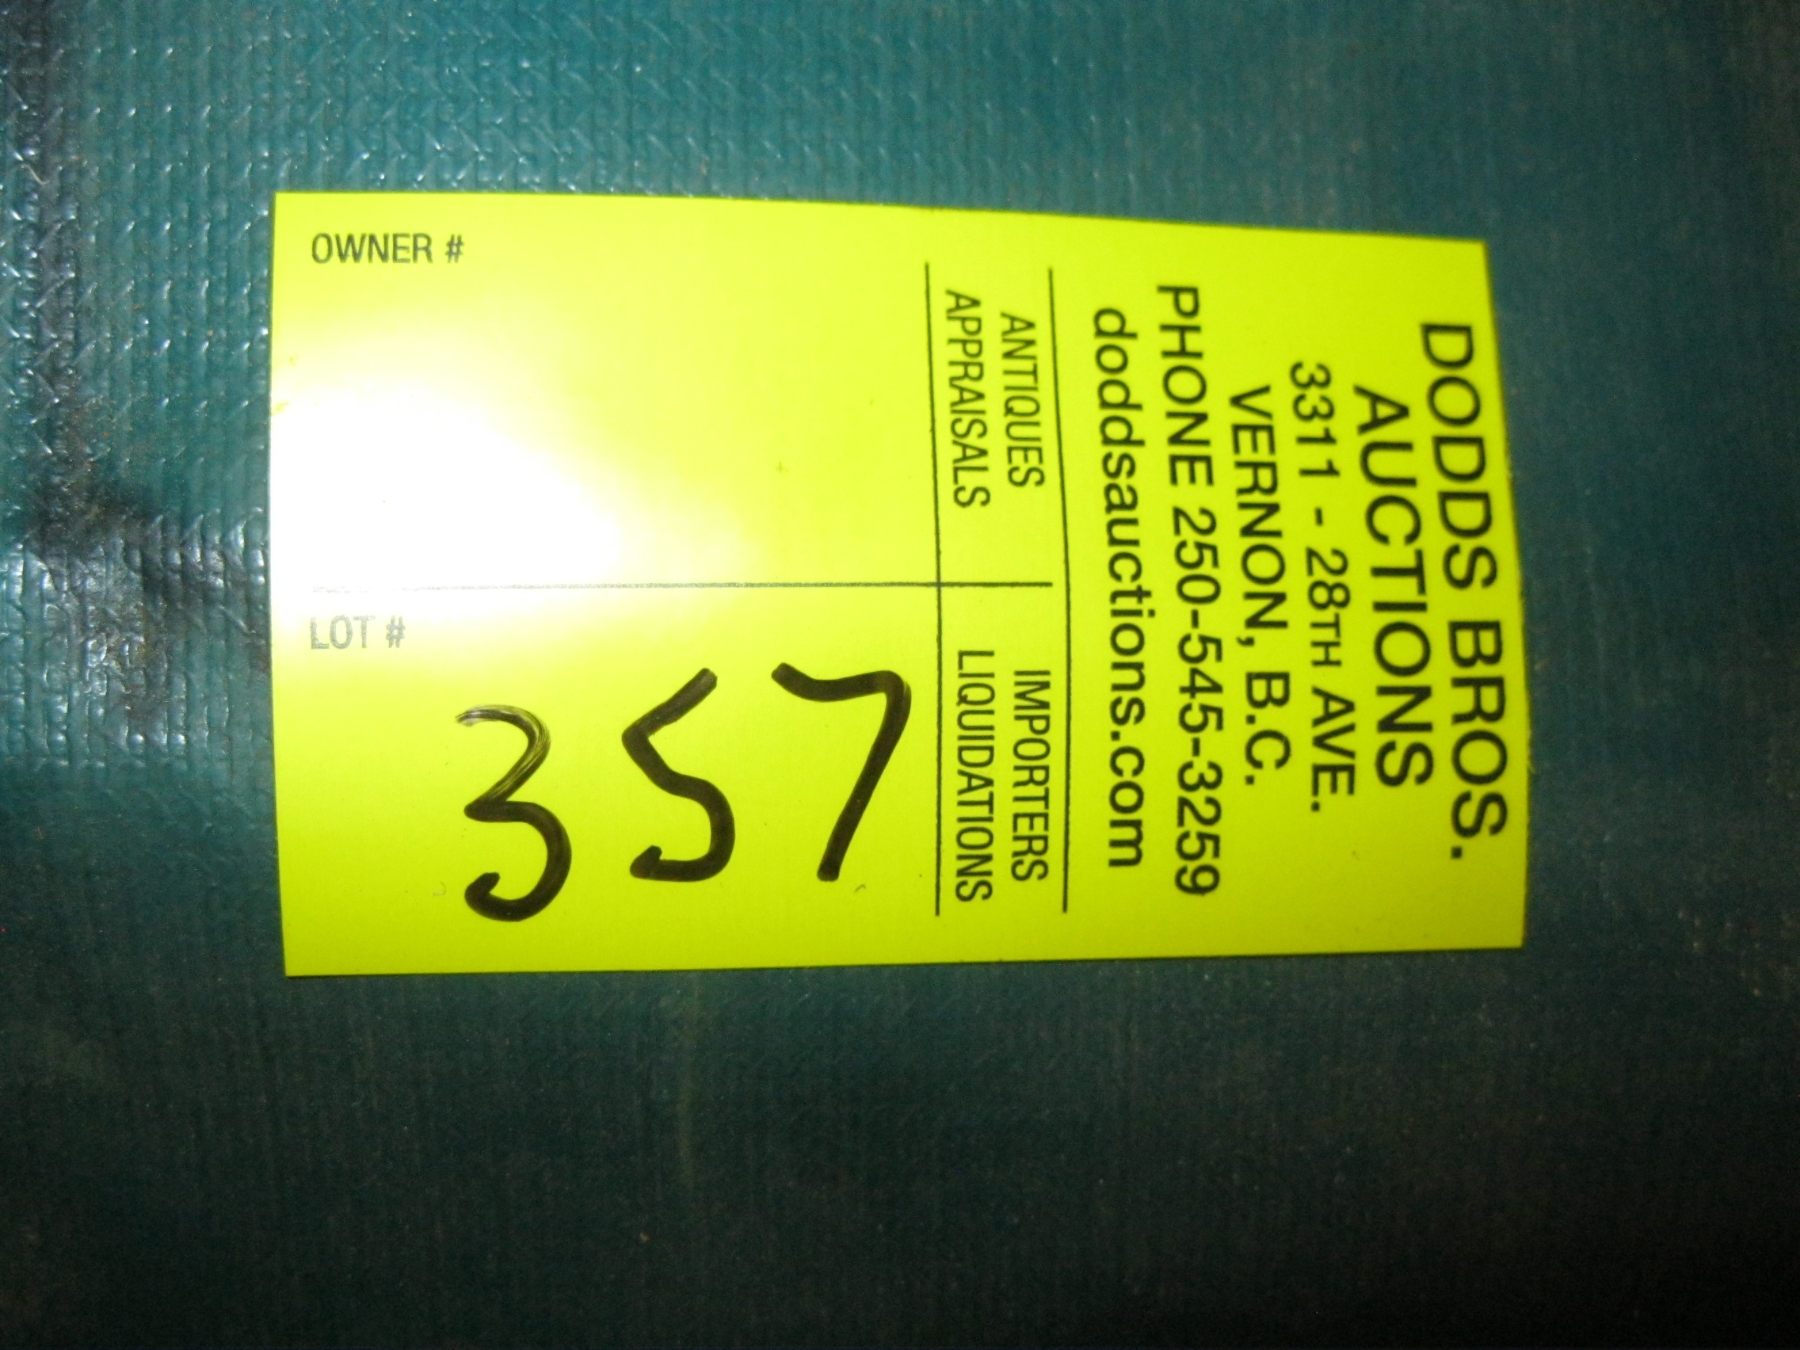 DODDS BROS.
AUCTIONS
3311 - 28TH AVE.
VERNON, B.C.
PHONE 250-545-3259
doddsauctions.com
ANTIQUES
APPRAISALS
IMPORTERS
LIQUIDATIONS
OWNER #
LOT #
357